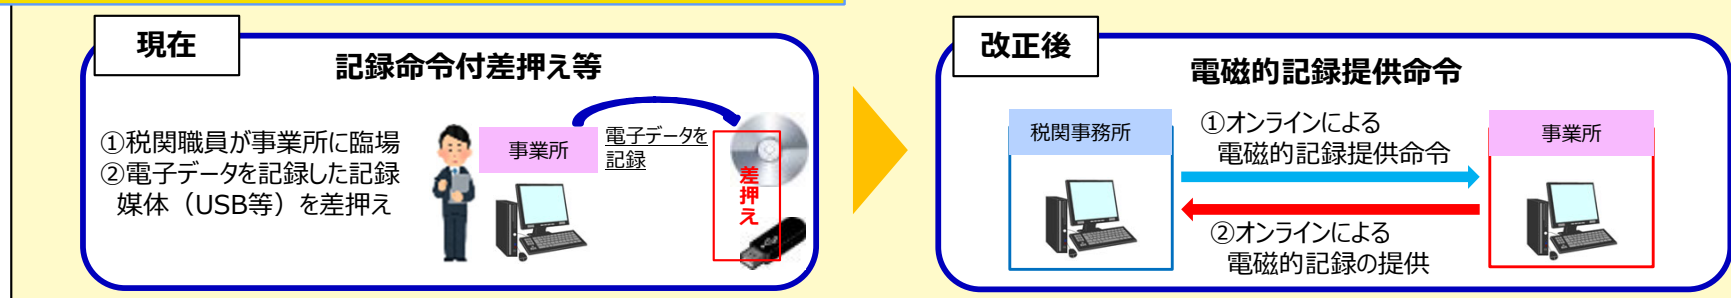 現在
記録命令付差押え等
①税関職員が事業所に臨場
②電子データを記録した記録
媒体（USB等）を差押え
事業所
電子データを
記録
差押え
改正後
電磁的記録提供命令
税関事務所
①オンラインによる
電磁的記録提供命令
②オンラインによる
電磁的記録の提供
事業所